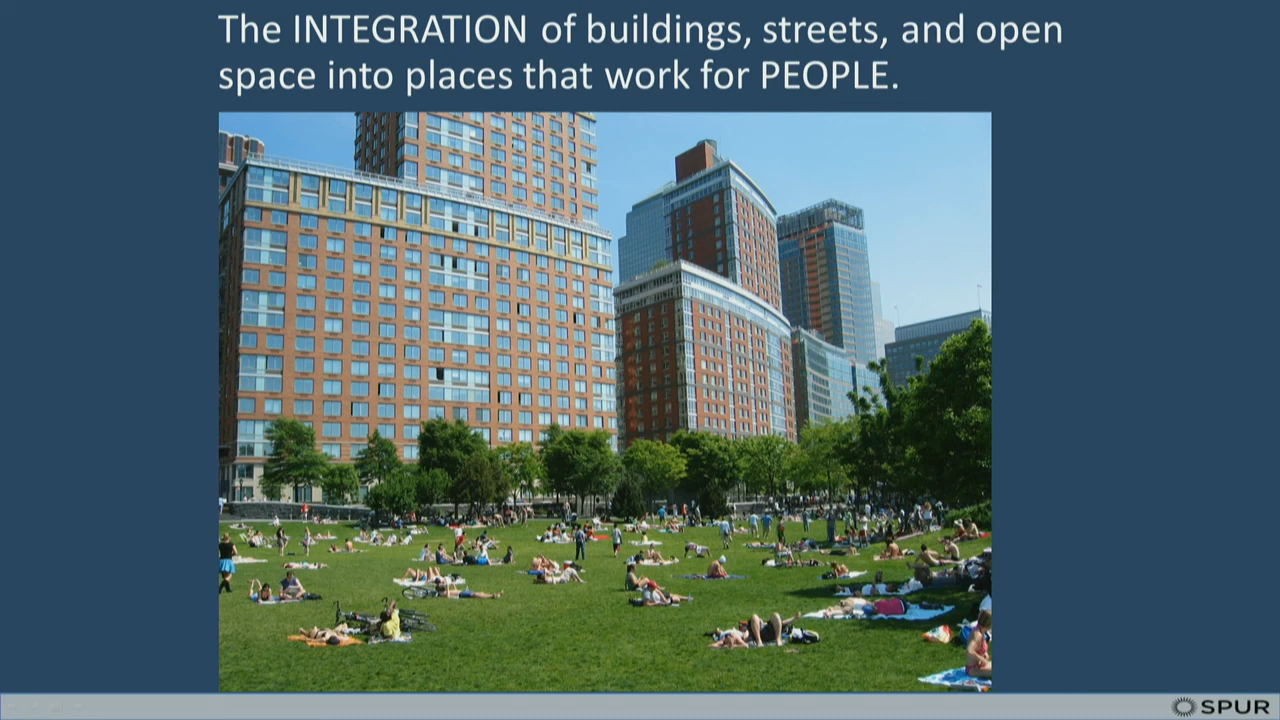 The INTEGRATION of buildings, streets, and open
space into places that work for PEOPLE.
SPUR